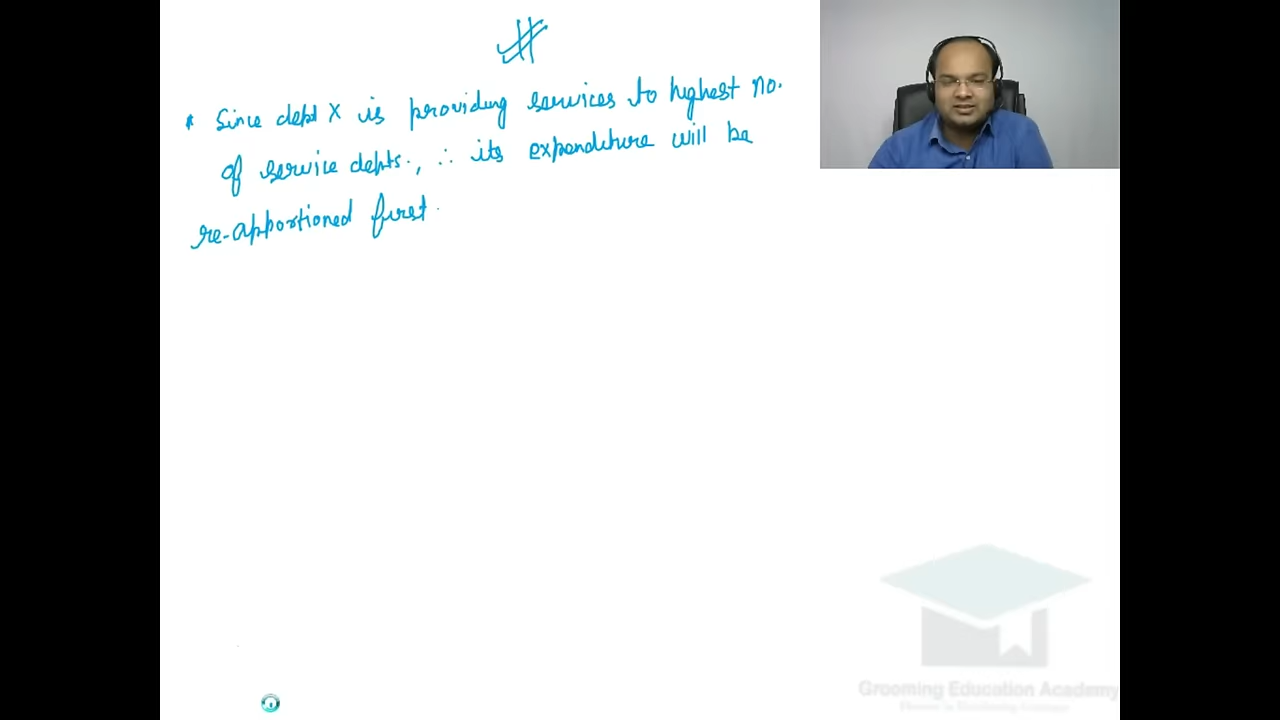 * Since dept X is providing services to highest no.
of service depts., ∴ its expenditure will be
re-apportioned first.
Grooming Education Academy